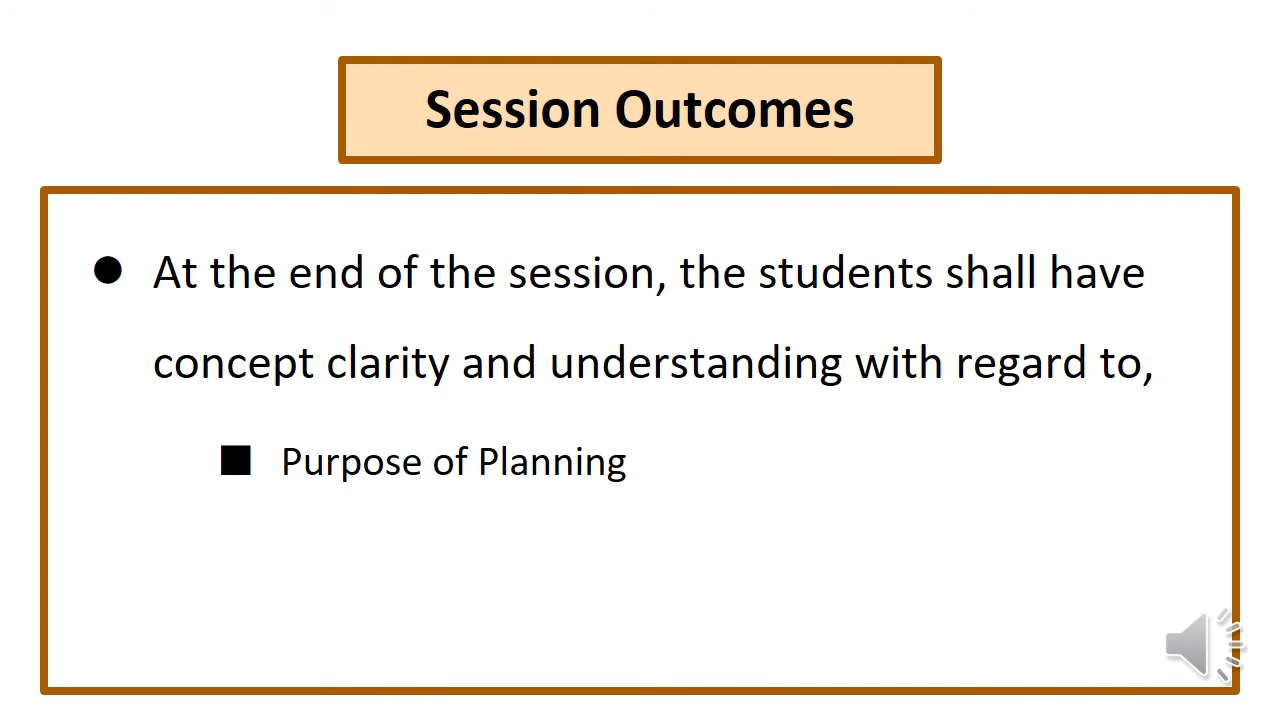 Session Outcomes
● At the end of the session, the students shall have
concept clarity and understanding with regard to,
■ Purpose of Planning